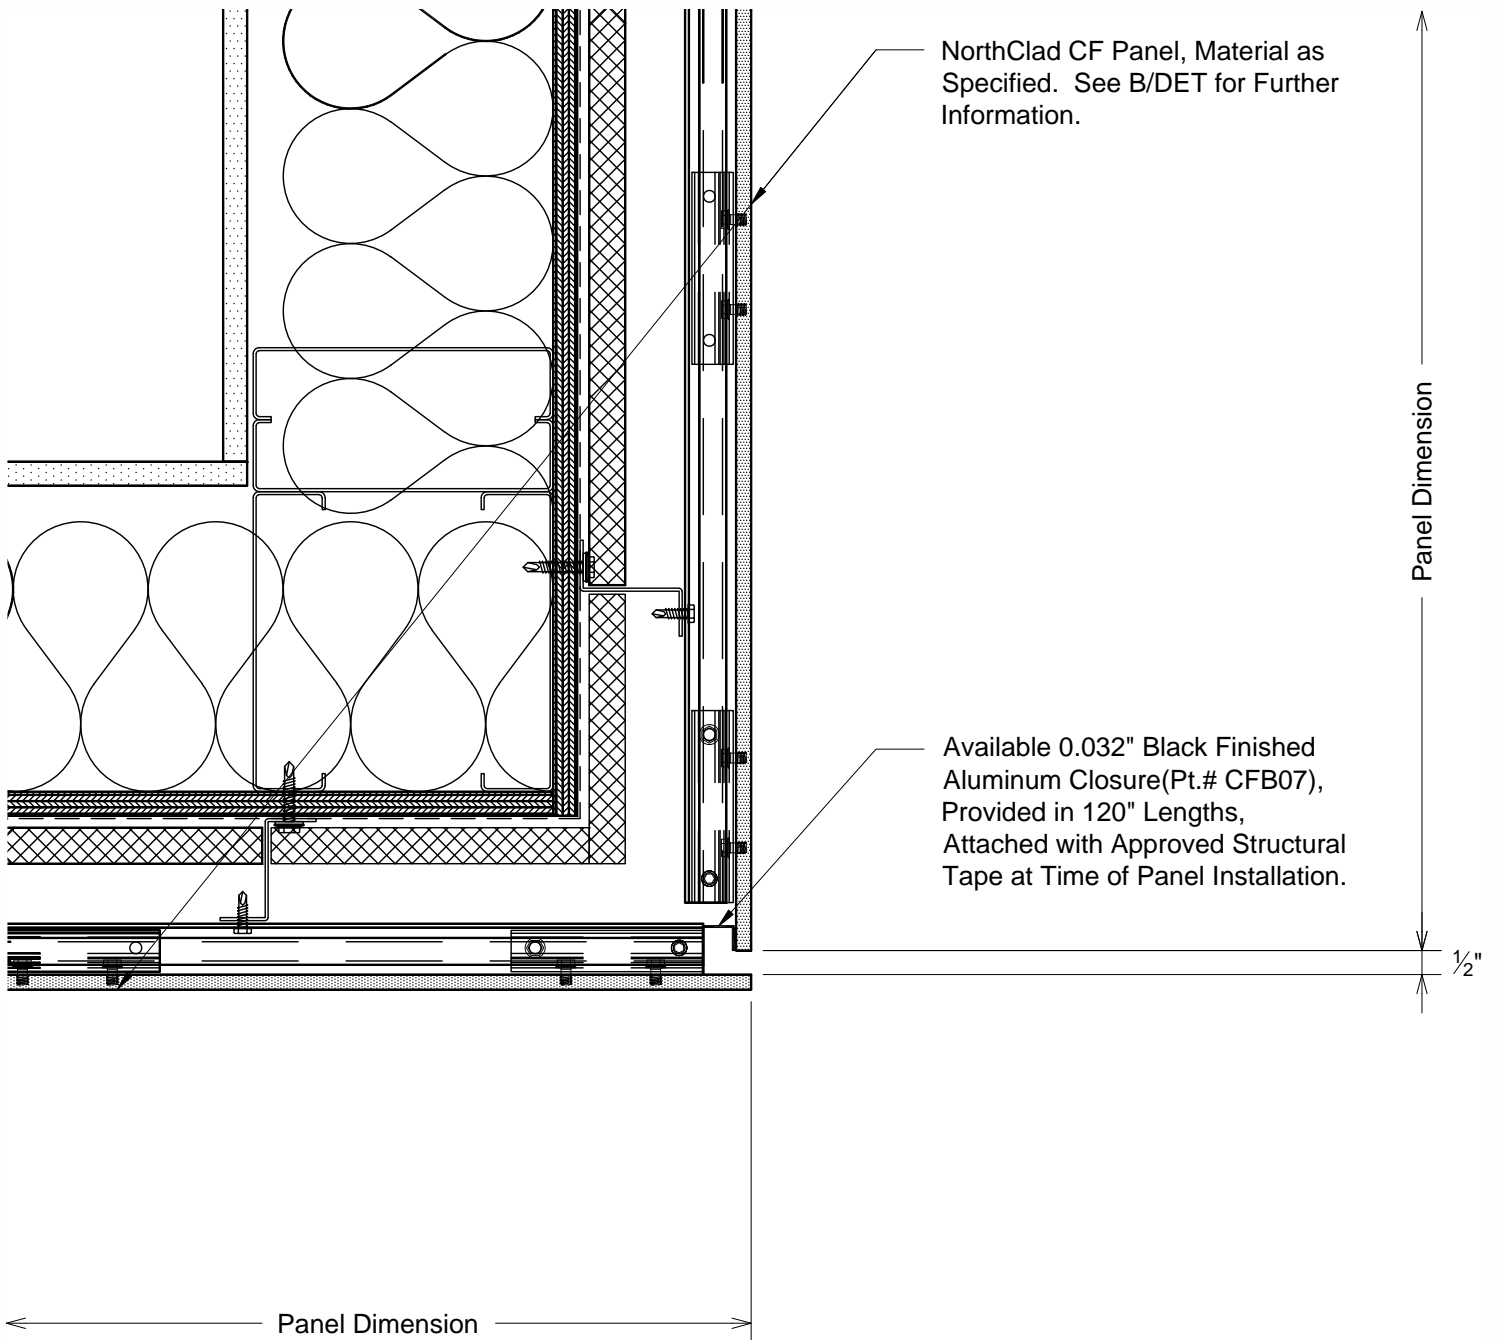 NorthClad CF Panel, Material as
Specified.  See B/DET for Further
Information.
Panel Dimension
Available 0.032" Black Finished
Aluminum Closure(Pt.# CFB07),
Provided in 120" Lengths,
Attached with Approved Structural
Tape at Time of Panel Installation.
½"
Panel Dimension